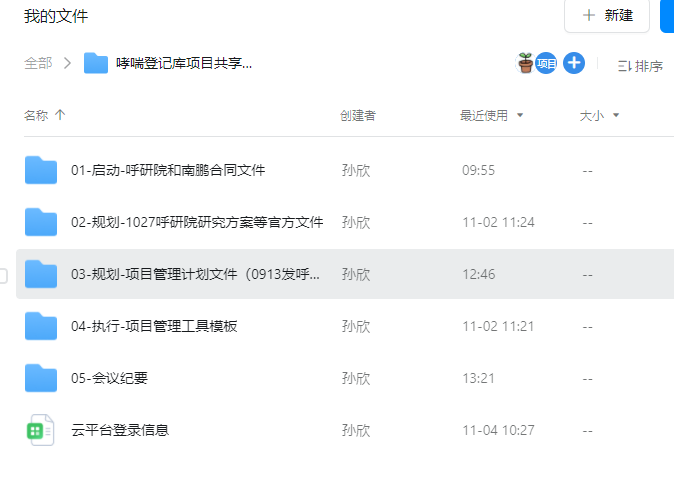 我的文件
新建
全部 哮喘登记库项目共享...
项目
排序
名称 创建者 最近使用 大小
01-启动-呼研院和南鹏合同文件 孙欣 09:55 --
02-规划-1027呼研院研究方案等官方文件 孙欣 11-02 11:24 --
03-规划-项目管理计划文件（0913发呼... 孙欣 12:46 --
04-执行-项目管理工具模板 孙欣 11-02 11:21 --
05-会议纪要 孙欣 13:21 --
云平台登录信息 孙欣 11-04 10:27 --